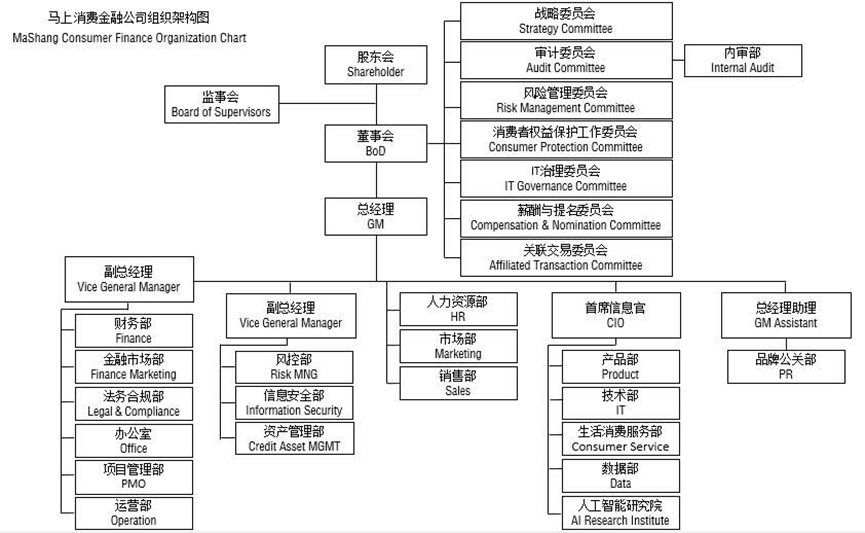 马上消费金融公司组织架构图
MaShang Consumer Finance Organization Chart
股东会
Shareholder
监事会
Board of Supervisors
董事会
BoD
总经理
GM
战略委员会
Strategy Committee
审计委员会
Audit Committee
内审部
Internal Audit
风险管理委员会
Risk Management Committee
消费者权益保护工作委员会
Consumer Protection Committee
IT治理委员会
IT Governance Committee
薪酬与提名委员会
Compensation & Nomination Committee
关联交易委员会
Affiliated Transaction Committee
副总经理
Vice General Manager
财务部
Finance
金融市场部
Finance Marketing
法务合规部
Legal & Compliance
办公室
Office
项目管理部
PMO
运营部
Operation
副总经理
Vice General Manager
风控部
Risk MNG
信息安全部
Information Security
资产管理部
Credit Asset MGMT
人力资源部
HR
市场部
Marketing
销售部
Sales
首席信息官
CIO
产品部
Product
技术部
IT
生活消费服务部
Consumer Service
数据部
Data
人工智能研究院
AI Research Institute
总经理助理
GM Assistant
品牌公关部
PR